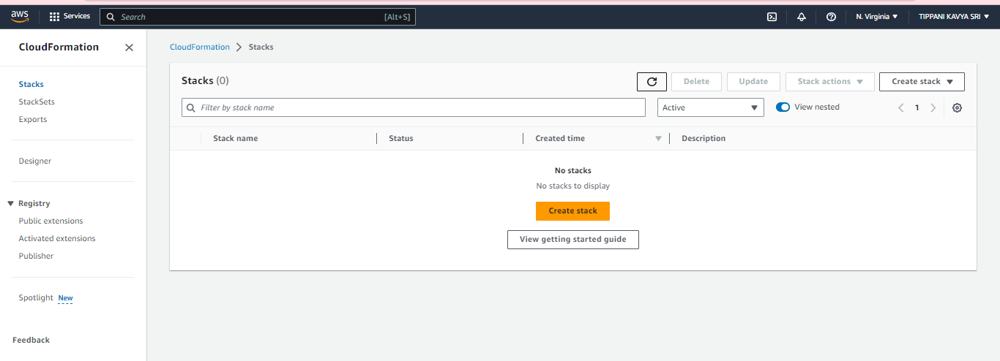 aws Services Search [Alt+S] N. Virginia TIPPANI KAVYA SRI
CloudFormation
Stacks
StackSets
Exports
Designer
Registry
Public extensions
Activated extensions
Publisher
Spotlight New
Feedback
CloudFormation Stacks
Stacks (0) Delete Update Stack actions Create stack
Filter by stack name Active View nested 1
Stack name Status Created time Description
No stacks
No stacks to display
Create stack
View getting started guide